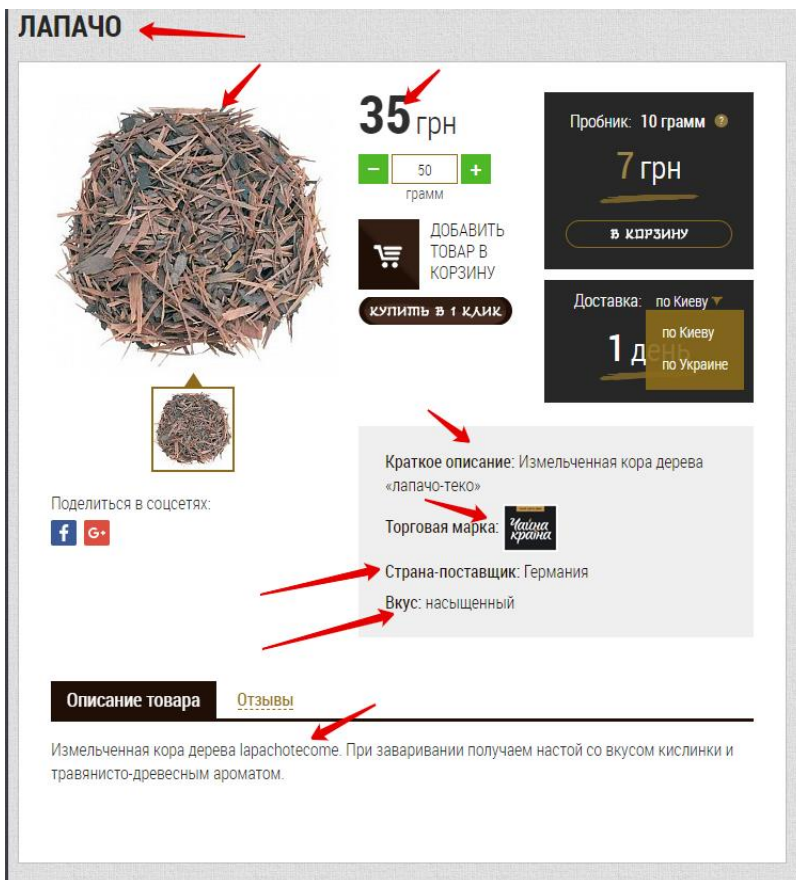 ЛАПАЧО
35 грн
− 50 +
грамм
ДОБАВИТЬ
ТОВАР В
КОРЗИНУ
КУПИТЬ В 1 КЛИК
Пробник: 10 грамм ?
7 грн
В КОРЗИНУ
Доставка: по Киеву
1 день
по Киеву
по Украине
Поделиться в соцсетях:
f G+
Краткое описание: Измельченная кора дерева
«лапачо-теко»
Торговая марка: Чайна
країна
Страна-поставщик: Германия
Вкус: насыщенный
Описание товара Отзывы
Измельченная кора дерева lapachotecome. При заваривании получаем настой со вкусом кислинки и
травянисто-древесным ароматом.